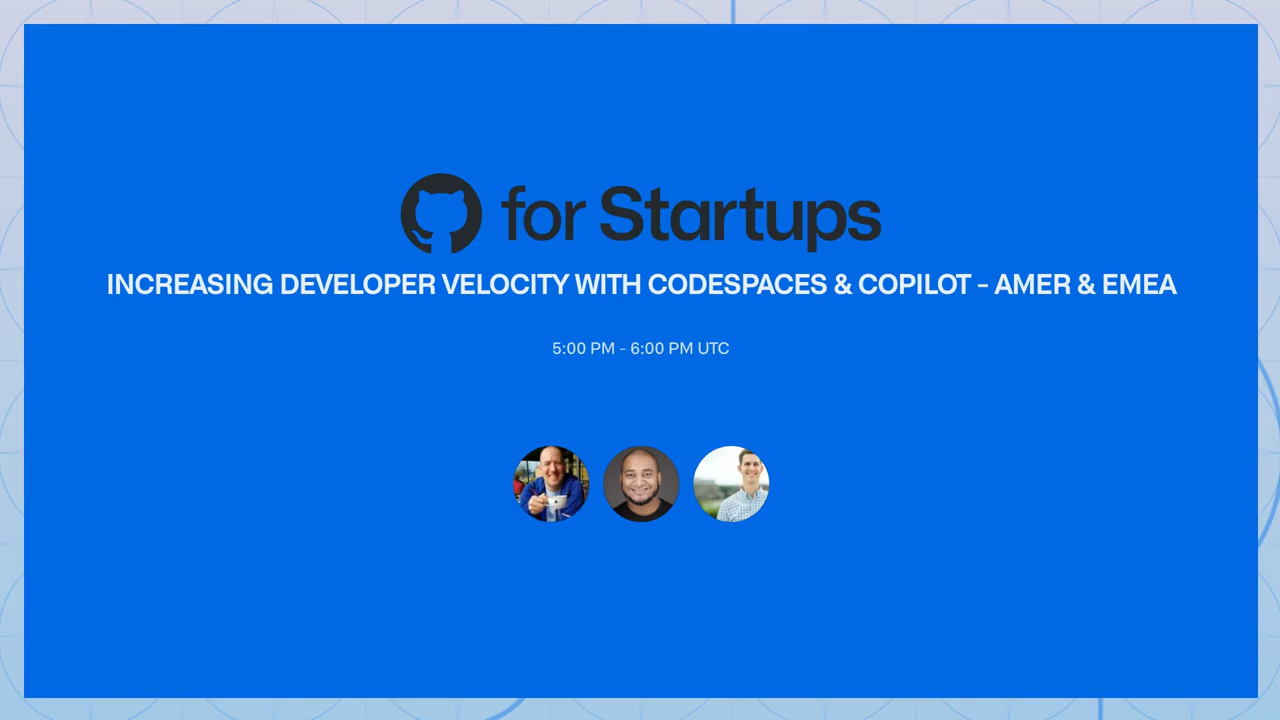 for Startups
INCREASING DEVELOPER VELOCITY WITH CODESPACES & COPILOT - AMER & EMEA
5:00 PM - 6:00 PM UTC